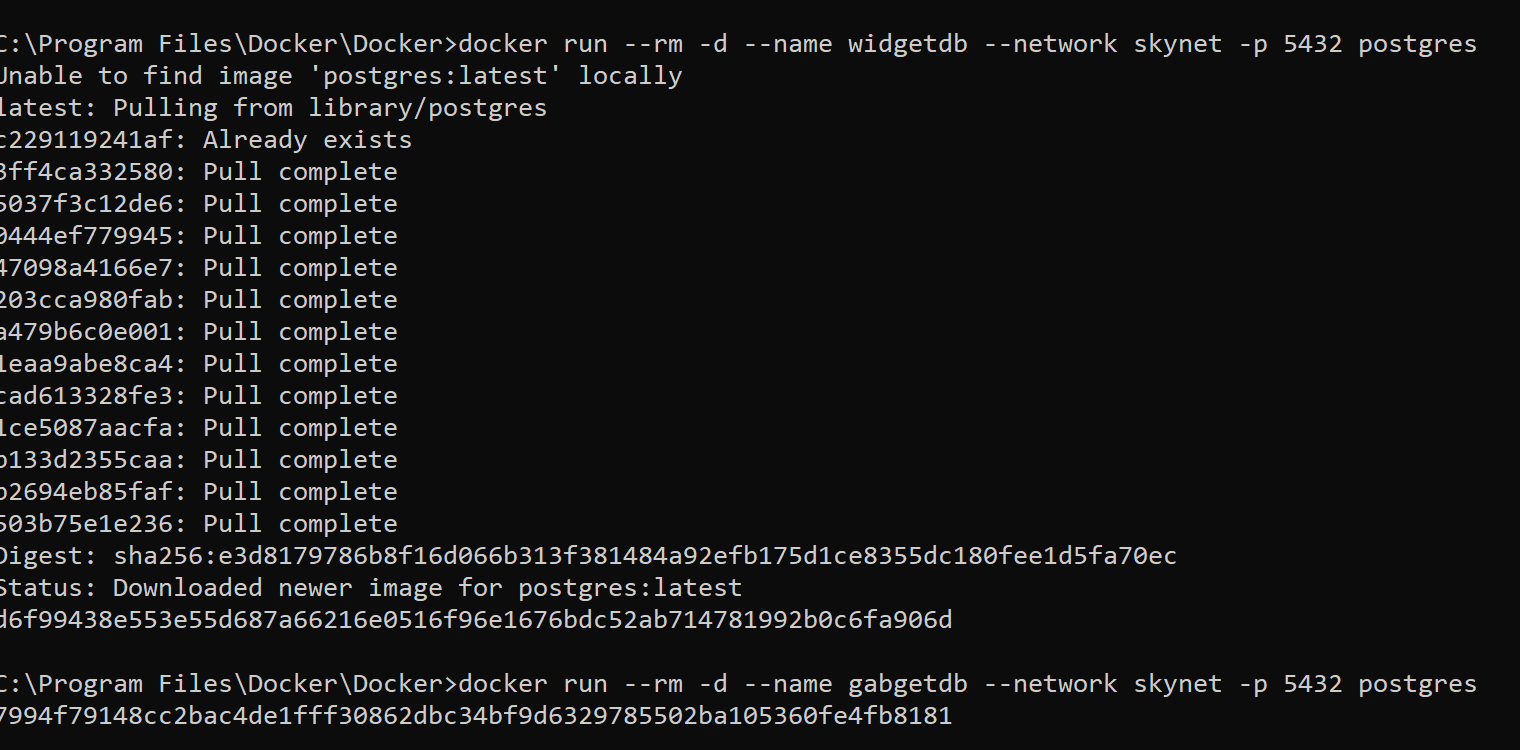 C:\Program Files\Docker\Docker>docker run --rm -d --name widgetdb --network skynet -p 5432 postgres
Unable to find image 'postgres:latest' locally
latest: Pulling from library/postgres
c229119241af: Already exists
3ff4ca332580: Pull complete
5037f3c12de6: Pull complete
0444ef779945: Pull complete
47098a4166e7: Pull complete
203cca980fab: Pull complete
a479b6c0e001: Pull complete
1eaa9abe8ca4: Pull complete
cad613328fe3: Pull complete
1ce5087aacfa: Pull complete
b133d2355caa: Pull complete
b2694eb85faf: Pull complete
503b75e1e236: Pull complete
Digest: sha256:e3d8179786b8f16d066b313f381484a92efb175d1ce8355dc180fee1d5fa70ec
Status: Downloaded newer image for postgres:latest
d6f99438e553e55d687a66216e0516f96e1676bdc52ab714781992b0c6fa906d
C:\Program Files\Docker\Docker>docker run --rm -d --name gabgetdb --network skynet -p 5432 postgres
7994f79148cc2bac4de1fff30862dbc34bf9d6329785502ba105360fe4fb8181